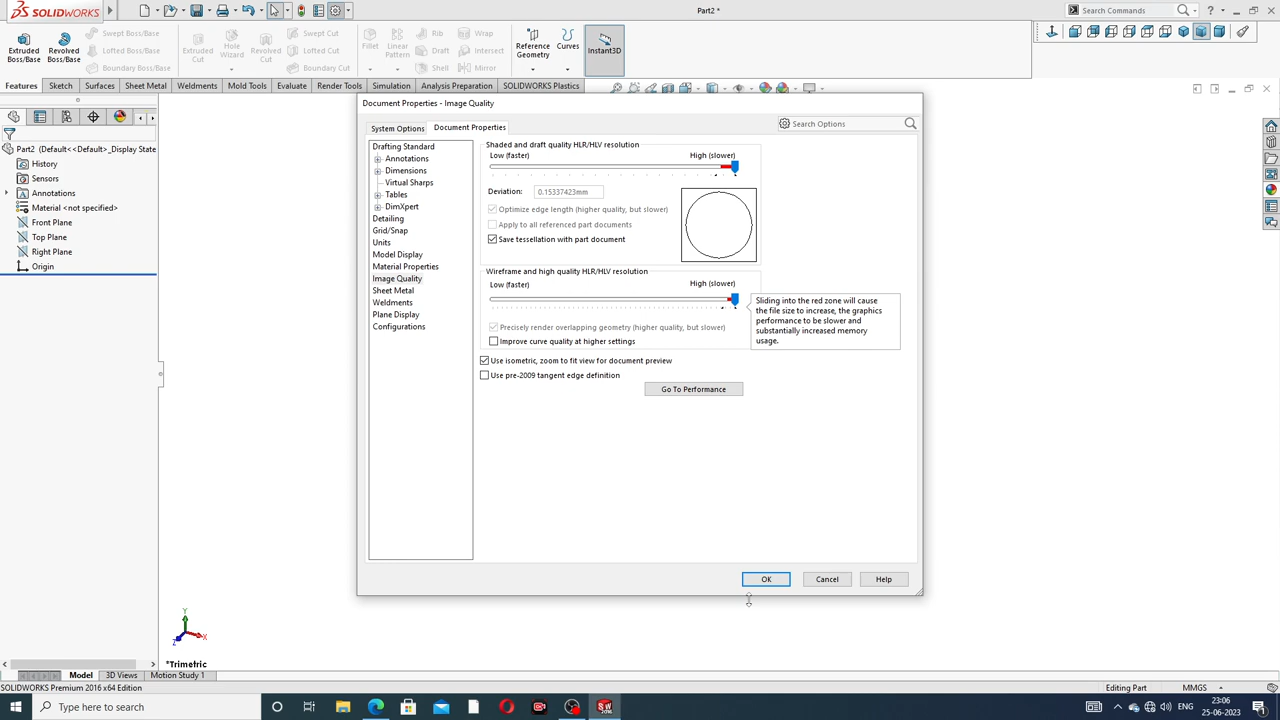 SOLIDWORKS
Part2 *
Search Commands
Extruded Boss/Base
Revolved Boss/Base
Swept Boss/Base
Lofted Boss/Base
Boundary Boss/Base
Extruded Cut
Hole Wizard
Revolved Cut
Swept Cut
Lofted Cut
Boundary Cut
Fillet
Linear Pattern
Rib
Draft
Shell
Wrap
Intersect
Mirror
Reference Geometry
Curves
Instant3D
Features
Sketch
Surfaces
Sheet Metal
Weldments
Mold Tools
Evaluate
Render Tools
Simulation
Analysis Preparation
SOLIDWORKS Plastics
Part2 (Default<<Default>_Display State
History
Sensors
Annotations
Material <not specified>
Front Plane
Top Plane
Right Plane
Origin
Document Properties - Image Quality
System Options
Document Properties
Search Options
Drafting Standard
Annotations
Dimensions
Virtual Sharps
Tables
DimXpert
Detailing
Grid/Snap
Units
Model Display
Material Properties
Image Quality
Sheet Metal
Weldments
Plane Display
Configurations
Shaded and draft quality HLR/HLV resolution
Low (faster)
High (slower)
Deviation:
0.15337423mm
Optimize edge length (higher quality, but slower)
Apply to all referenced part documents
Save tessellation with part document
Wireframe and high quality HLR/HLV resolution
Low (faster)
High (slower)
Sliding into the red zone will cause
the file size to increase, the graphics
performance to be slower and
substantially increased memory
usage.
Precisely render overlapping geometry (higher quality, but slower)
Improve curve quality at higher settings
Use isometric, zoom to fit view for document preview
Use pre-2009 tangent edge definition
Go To Performance
OK
Cancel
Help
Y
X
Z
*Trimetric
Model
3D Views
Motion Study 1
SOLIDWORKS Premium 2016 x64 Edition
Editing Part
MMGS
Type here to search
ENG
23:06
25-06-2023